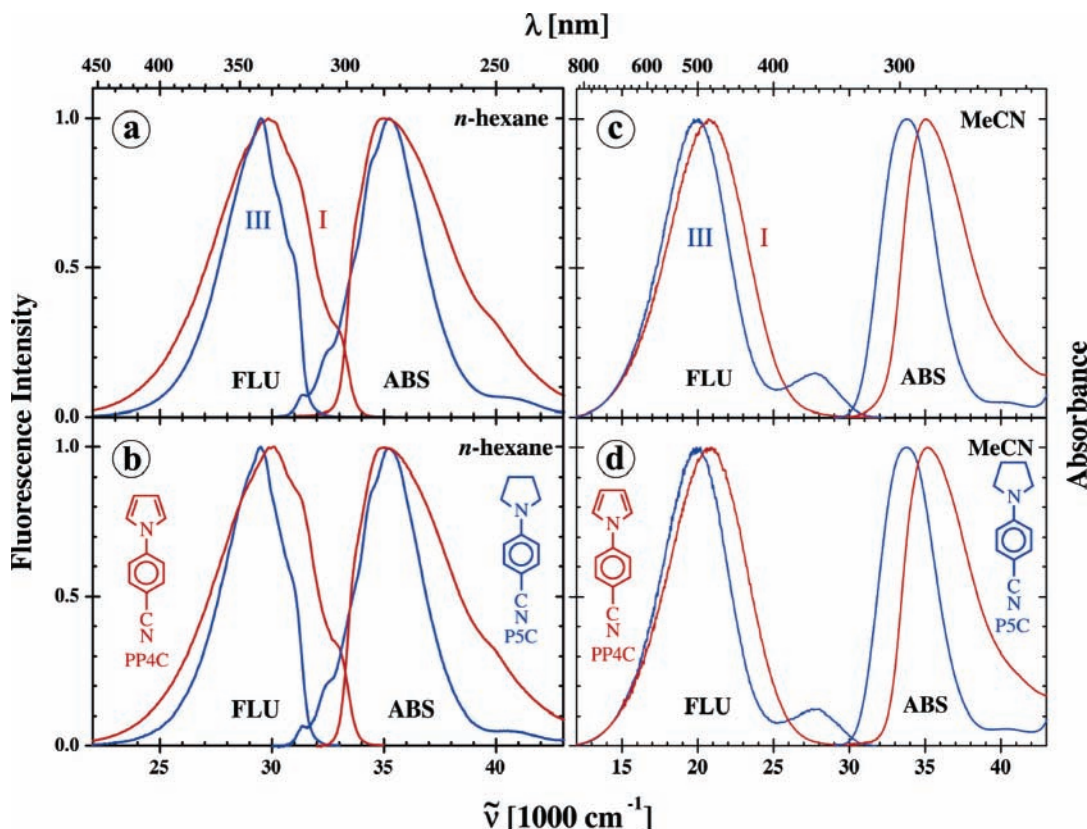 λ [nm]
450 400 350 300 250 800 600 500 400 300
Fluorescence Intensity
Absorbance
1.0
0.5
0.0
a
n-hexane
III
I
FLU
ABS
c
MeCN
III
I
FLU
ABS
1.0
0.5
0.0
b
n-hexane
N
C
N
PP4C
N
C
N
P5C
FLU
ABS
d
MeCN
N
C
N
PP4C
N
C
N
P5C
FLU
ABS
25 30 35 40 15 20 25 30 35 40
ṽ [1000 cm⁻¹]